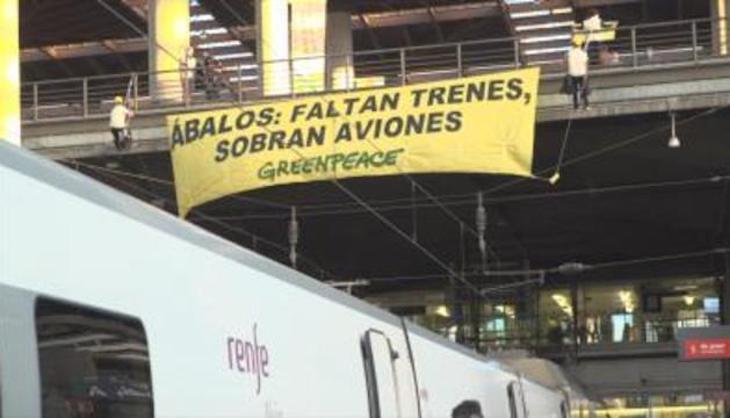 ÁBALOS: FALTAN TRENES,
SOBRAN AVIONES
GREENPEACE
renfe